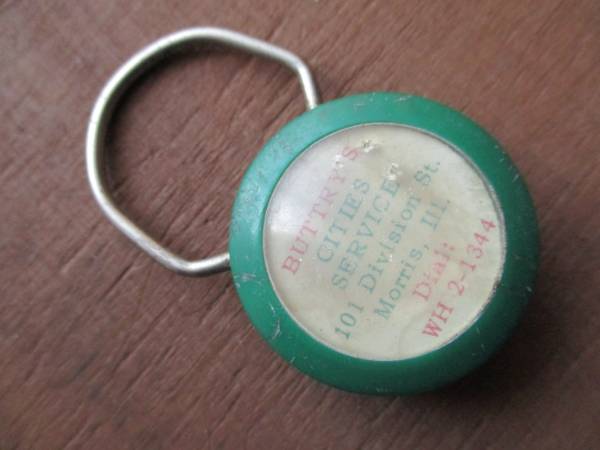 BUTTRY'S
CITIES
SERVICE
101 Division St.
Morris, Ill.
Dial:
WH 2-1344